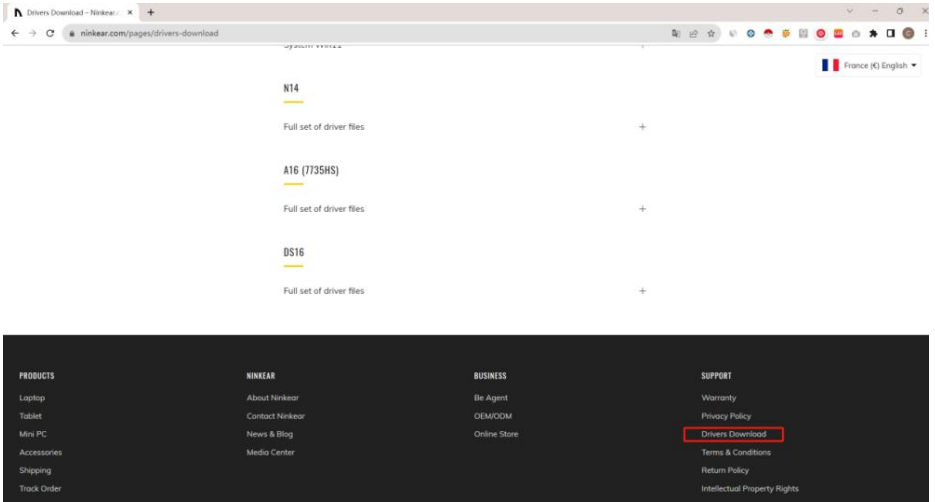 Drivers Download – Ninkear
ninkear.com/pages/drivers-download
System Win11
France (€) English
N14
Full set of driver files
A16 (7735HS)
Full set of driver files
DS16
Full set of driver files
PRODUCTS
Laptop
Tablet
Mini PC
Accessories
Shipping
Track Order
NINKEAR
About Ninkear
Contact Ninkear
News & Blog
Media Center
BUSINESS
Be Agent
OEM/ODM
Online Store
SUPPORT
Warranty
Privacy Policy
Drivers Download
Terms & Conditions
Return Policy
Intellectual Property Rights